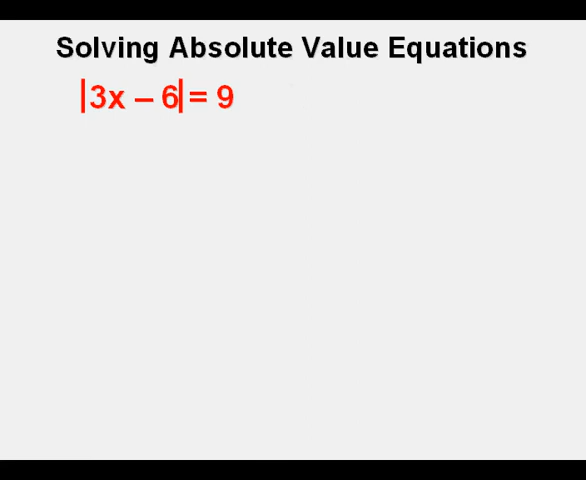 Solving Absolute Value Equations
|3x – 6| = 9